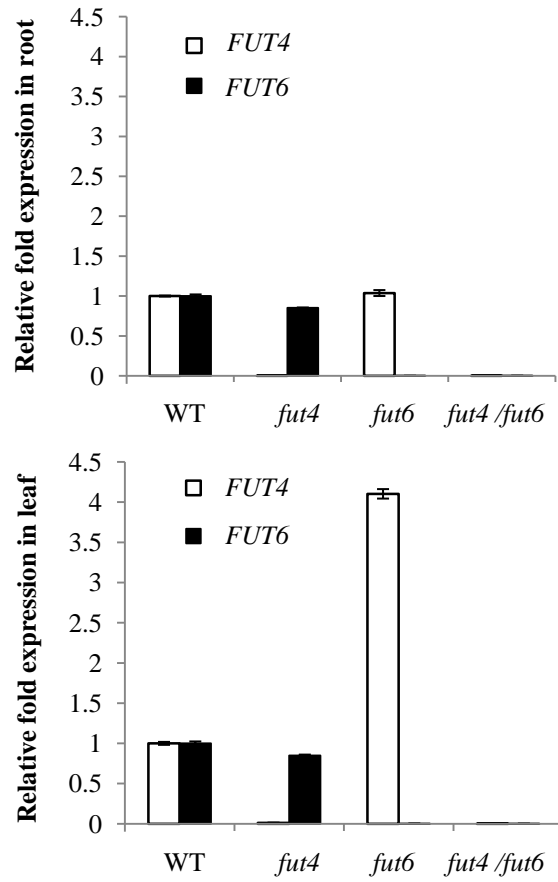 Relative fold expression in root
4.5
4
3.5
3
2.5
2
1.5
1
0.5
0
FUT4
FUT6
WT
fut4
fut6
fut4 /fut6
Relative fold expression in leaf
4.5
4
3.5
3
2.5
2
1.5
1
0.5
0
FUT4
FUT6
WT
fut4
fut6
fut4 /fut6